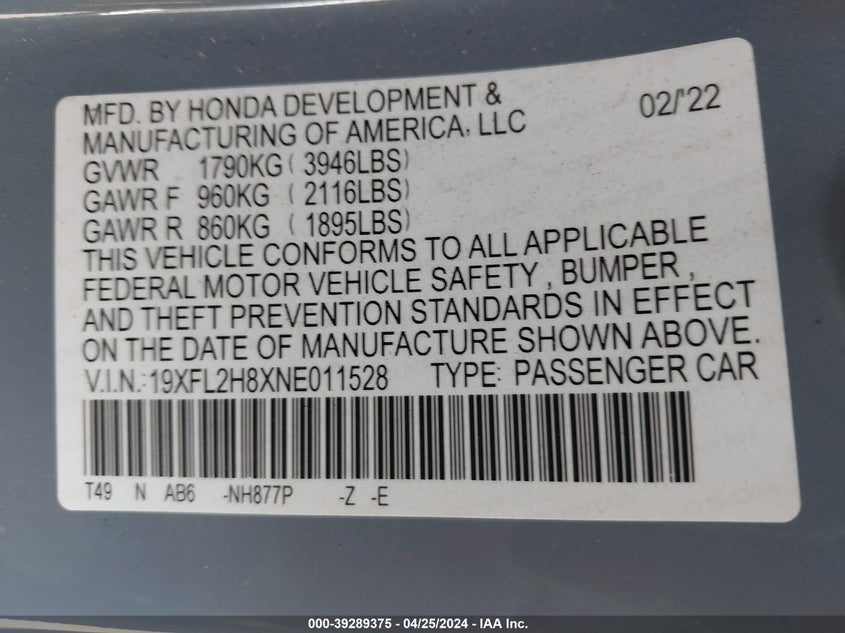 MFD. BY HONDA DEVELOPMENT & 02/'22
MANUFACTURING OF AMERICA, LLC
GVWR 1790KG ( 3946LBS)
GAWR F 960KG ( 2116LBS)
GAWR R 860KG ( 1895LBS)
THIS VEHICLE CONFORMS TO ALL APPLICABLE
FEDERAL MOTOR VEHICLE SAFETY , BUMPER ,
AND THEFT PREVENTION STANDARDS IN EFFECT
ON THE DATE OF MANUFACTURE SHOWN ABOVE.
V.I.N.:19XFL2H8XNE011528 TYPE: PASSENGER CAR
T49 N AB6 -NH877P -Z -E
000-39289375 - 04/25/2024 - IAA Inc.